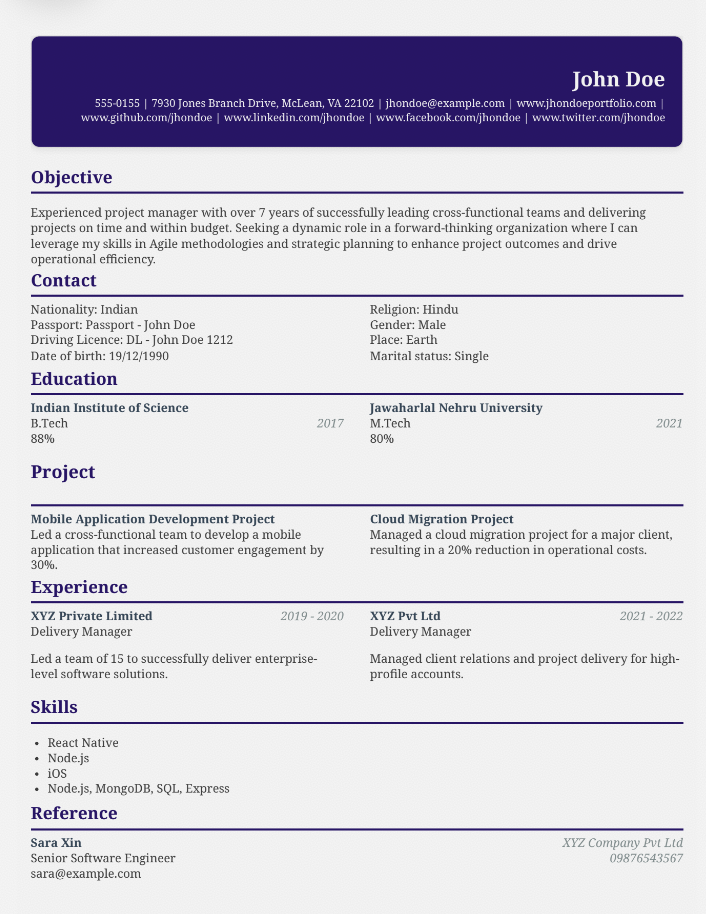 John Doe
555-0155 | 7930 Jones Branch Drive, McLean, VA 22102 | jhondoe@example.com | www.jhondoeportfolio.com |
www.github.com/jhondoe | www.linkedin.com/jhondoe | www.facebook.com/jhondoe | www.twitter.com/jhondoe
Objective
Experienced project manager with over 7 years of successfully leading cross-functional teams and delivering
projects on time and within budget. Seeking a dynamic role in a forward-thinking organization where I can
leverage my skills in Agile methodologies and strategic planning to enhance project outcomes and drive
operational efficiency.
Contact
Nationality: Indian
Passport: Passport - John Doe
Driving Licence: DL - John Doe 1212
Date of birth: 19/12/1990
Religion: Hindu
Gender: Male
Place: Earth
Marital status: Single
Education
Indian Institute of Science
B.Tech 2017
88%
Jawaharlal Nehru University
M.Tech 2021
80%
Project
Mobile Application Development Project
Led a cross-functional team to develop a mobile
application that increased customer engagement by
30%.
Cloud Migration Project
Managed a cloud migration project for a major client,
resulting in a 20% reduction in operational costs.
Experience
XYZ Private Limited 2019 - 2020
Delivery Manager
Led a team of 15 to successfully deliver enterprise-
level software solutions.
XYZ Pvt Ltd 2021 - 2022
Delivery Manager
Managed client relations and project delivery for high-
profile accounts.
Skills
• React Native
• Node.js
• iOS
• Node.js, MongoDB, SQL, Express
Reference
Sara Xin XYZ Company Pvt Ltd
Senior Software Engineer 09876543567
sara@example.com